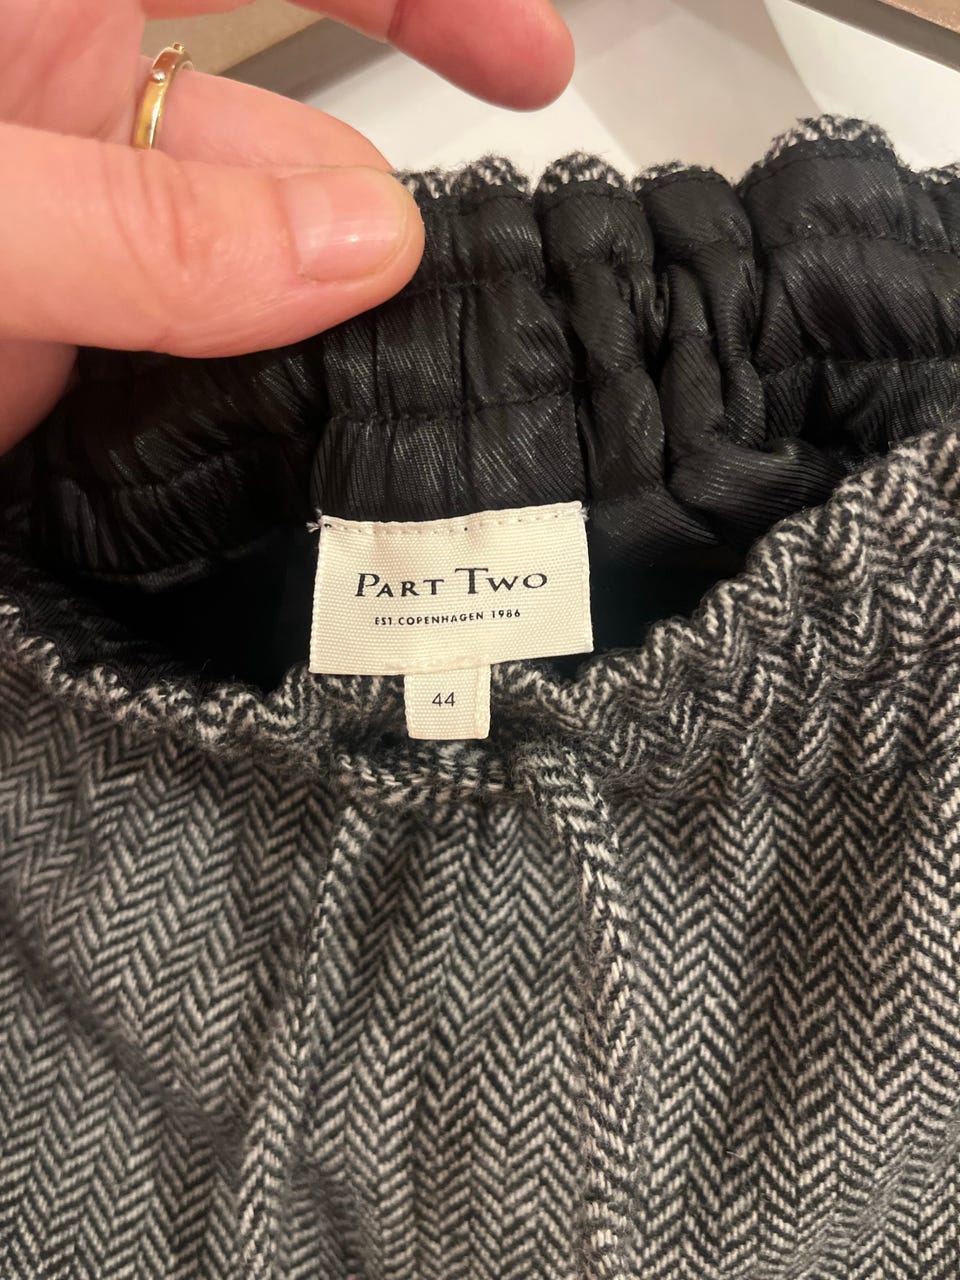 PART TWO
EST. COPENHAGEN 1986
44